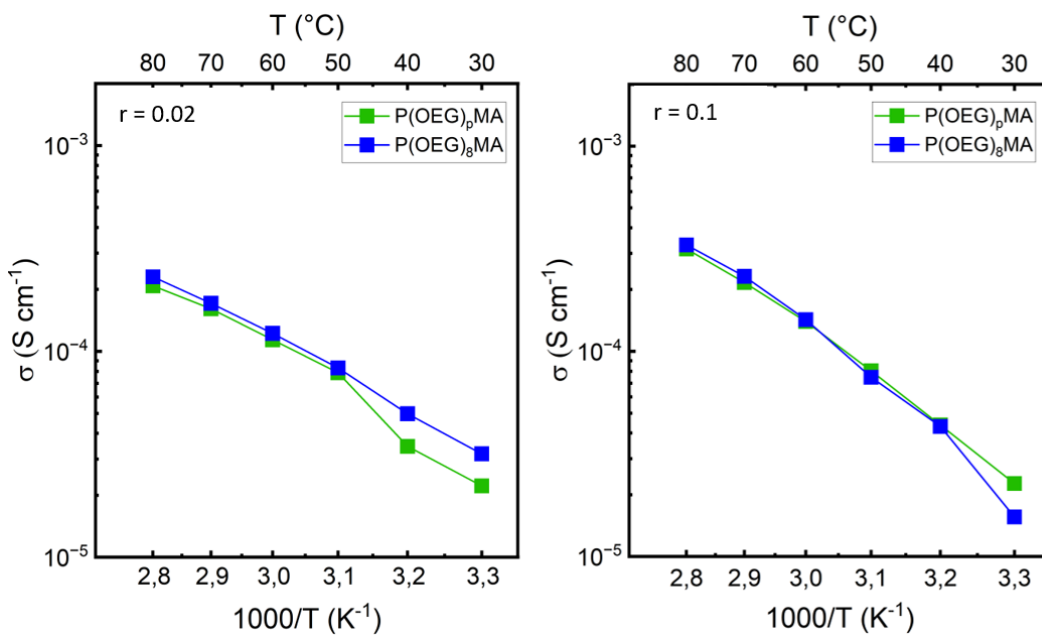 T (°C)
80 70 60 50 40 30
r = 0.02
P(OEG)ₚMA
P(OEG)₈MA
10⁻³
10⁻⁴
10⁻⁵
σ (S cm⁻¹)
2,8 2,9 3,0 3,1 3,2 3,3
1000/T (K⁻¹)
T (°C)
80 70 60 50 40 30
r = 0.1
P(OEG)ₚMA
P(OEG)₈MA
10⁻³
10⁻⁴
10⁻⁵
σ (S cm⁻¹)
2,8 2,9 3,0 3,1 3,2 3,3
1000/T (K⁻¹)